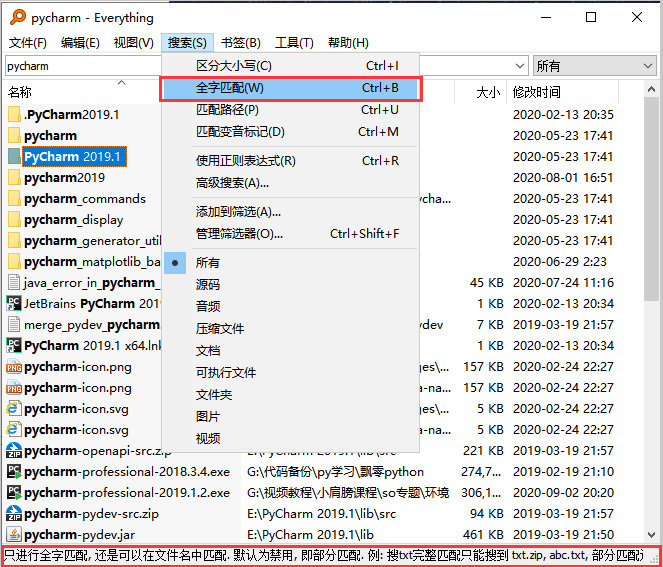 pycharm - Everything
文件(F) 编辑(E) 视图(V) 搜索(S) 书签(B) 工具(T) 帮助(H)
pycharm 所有
名称 大小 修改时间
区分大小写(C) Ctrl+I
全字匹配(W) Ctrl+B
匹配路径(P) Ctrl+U
匹配变音标记(D) Ctrl+M
使用正则表达式(R) Ctrl+R
高级搜索(A)...
添加到筛选(A)...
管理筛选器(O)... Ctrl+Shift+F
所有
源码
音频
压缩文件
文档
可执行文件
文件夹
图片
视频
.PyCharm2019.1 2020-02-13 20:35
pycharm 2020-05-23 17:41
PyCharm 2019.1 2020-05-23 17:41
pycharm2019 2020-08-01 16:51
pycharm_commands ycha... 2020-05-23 17:41
pycharm_display 2020-05-23 17:41
pycharm_generator_util 2020-05-23 17:41
pycharm_matplotlib_ba 2020-06-29 2:23
java_error_in_pycharm_ 45 KB 2020-07-24 11:16
JetBrains PyCharm 2019 1 KB 2020-02-13 20:34
merge_pydev_pycharm. ydev 7 KB 2019-03-19 21:57
PyCharm 2019.1 x64.lnk 1 KB 2020-02-13 20:34
pycharm-icon.png ges\... 157 KB 2020-02-24 22:27
pycharm-icon.png a-na... 157 KB 2020-02-24 22:27
pycharm-icon.svg ges\... 5 KB 2020-02-24 22:27
pycharm-icon.svg a-na... 5 KB 2020-02-24 22:27
pycharm-openapi-src.zip E:\PyCharm 2019.1\lib\src 221 KB 2019-03-19 21:57
pycharm-professional-2018.3.4.exe G:\代码备份\py学习\飘零python 274,7... 2019-02-19 21:10
pycharm-professional-2019.1.2.exe G:\视频教程\小肩膀课程\so专题\环境 306,1... 2020-09-02 20:20
pycharm-pydev-src.zip E:\PyCharm 2019.1\lib\src 94 KB 2019-03-19 21:57
pycharm-pydev.jar E:\PyCharm 2019.1\lib 461 KB 2019-03-19 21:57
只进行全字匹配, 还是可以在文件名中匹配. 默认为禁用, 即部分匹配. 例: 搜txt完整匹配只能搜到 txt.zip, abc.txt, 部分匹配